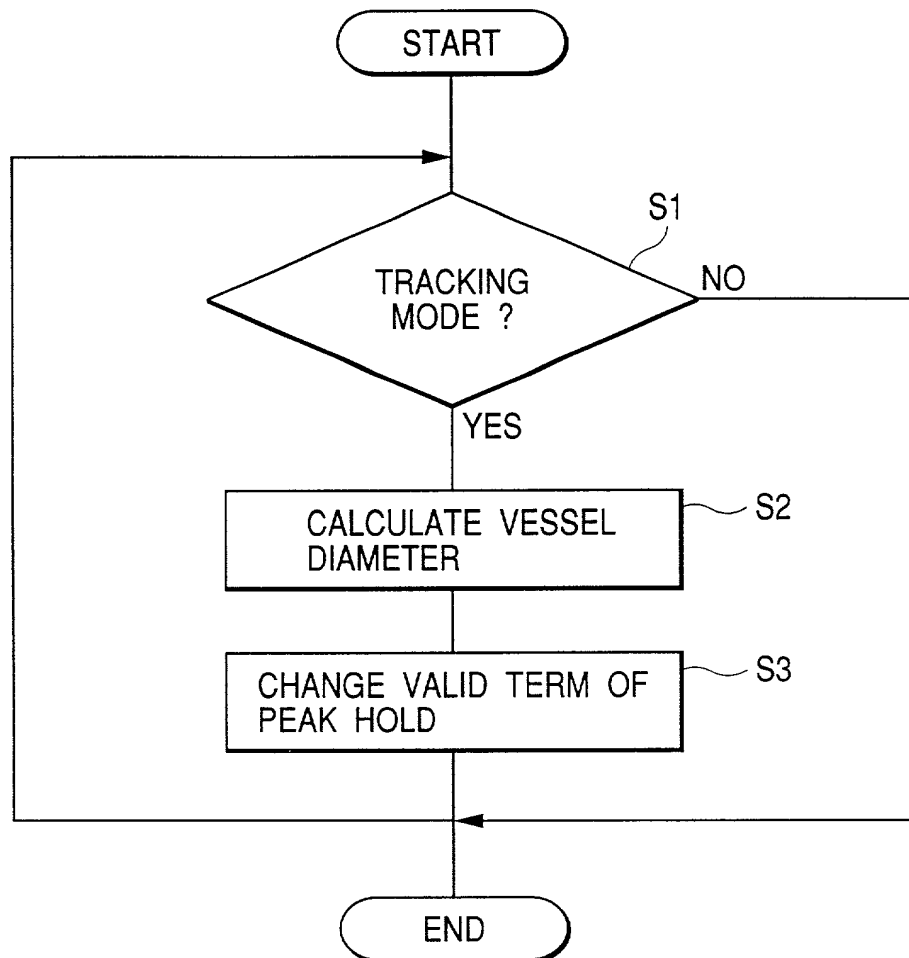 START
S1
TRACKING
MODE ?
NO
YES
CALCULATE VESSEL
DIAMETER
S2
CHANGE VALID TERM OF
PEAK HOLD
S3
END